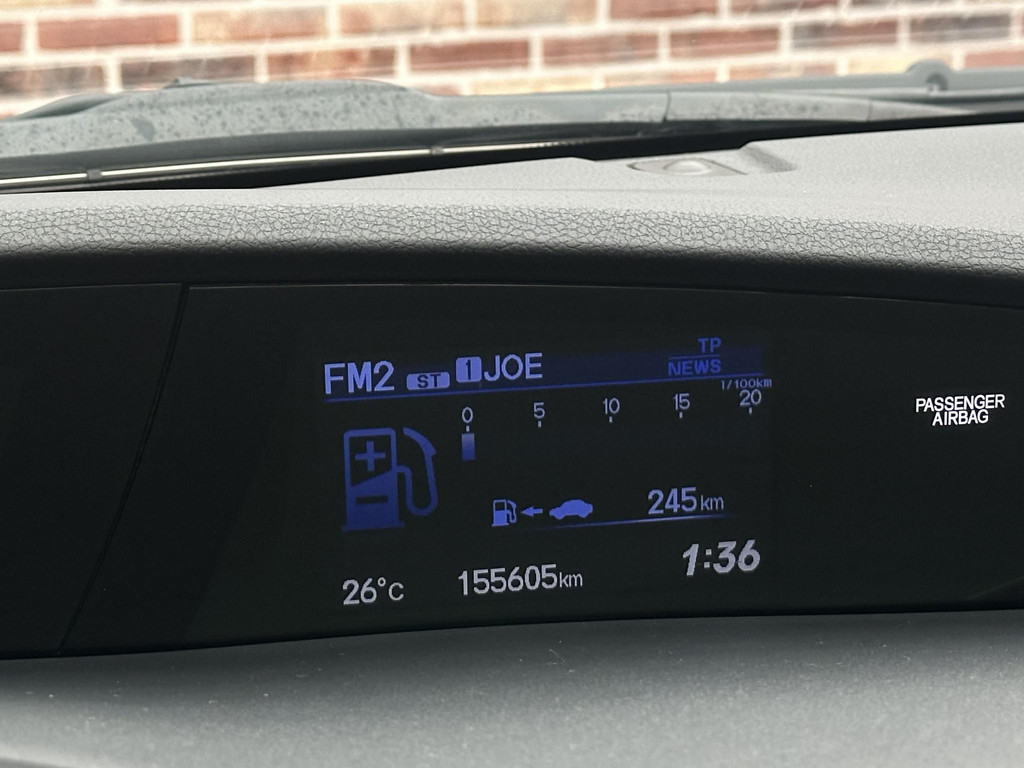 FM2 ST 1 JOE TP
NEWS
l/100km
0 5 10 15 20
PASSENGER
AIRBAG
245 km
1:36
26°C 155605 km